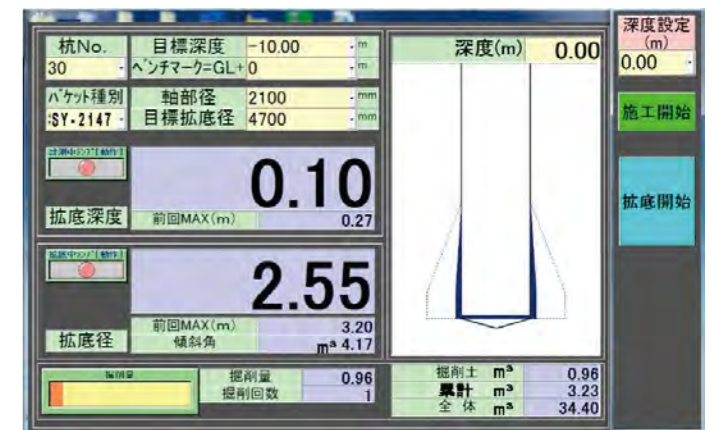 杭No. 目標深度 -10.00 m
30 ベンチマーク=GL+ 0 m
バケット種別 軸部径 2100 mm
SY-2147 目標拡底径 4700 mm
0.10
拡底深度 前回MAX(m) 0.27
2.55
前回MAX(m) 3.20
拡底径 傾斜角 m³ 4.17
掘削量 掘削量 0.96
掘削回数 1
深度(m) 0.00
掘削土 m³ 0.96
累計 m³ 3.23
全体 m³ 34.40
深度設定
(m)
0.00
施工開始
拡底開始